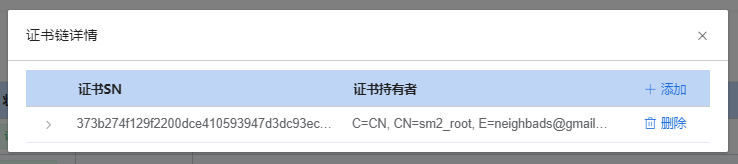 证书链详情
证书SN 证书持有者 添加
373b274f129f2200dce410593947d3dc93ec... C=CN, CN=sm2_root, E=neighbads@gmail... 删除